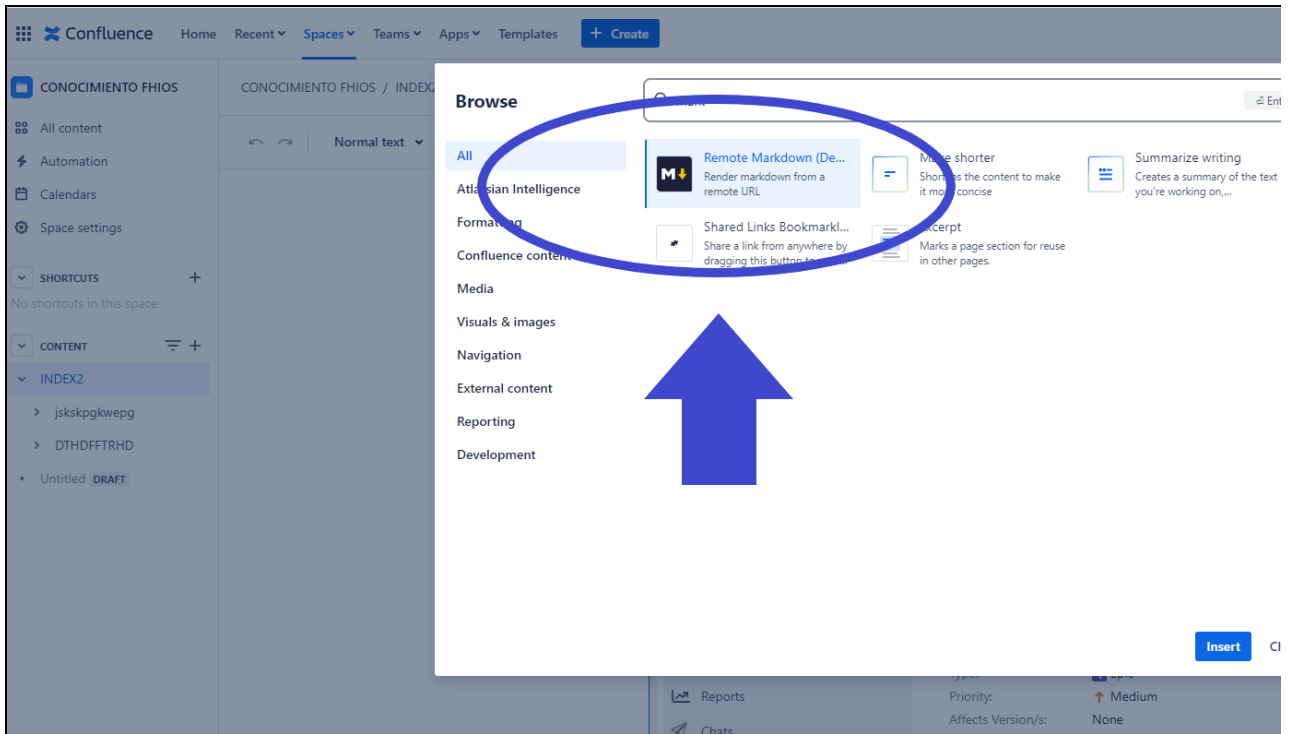 Confluence
Home
Recent
Spaces
Teams
Apps
Templates
+ Create
CONOCIMIENTO FHIOS
All content
Automation
Calendars
Space settings
SHORTCUTS
No shortcuts in this space
CONTENT
INDEX2
jskskpgkwepg
DTHDFFTRHD
Untitled DRAFT
CONOCIMIENTO FHIOS / INDEX2
Normal text
Browse
All
Atlassian Intelligence
Formatting
Confluence content
Media
Visuals & images
Navigation
External content
Reporting
Development
Remote Markdown (De...
Render markdown from a
remote URL
Make shorter
Shortens the content to make
it more concise
Summarize writing
Creates a summary of the text
you're working on,...
Shared Links Bookmarkl...
Share a link from anywhere by
dragging this button to
Excerpt
Marks a page section for reuse
in other pages.
Insert
Reports
Chats
Priority:
Medium
Affects Version/s:
None